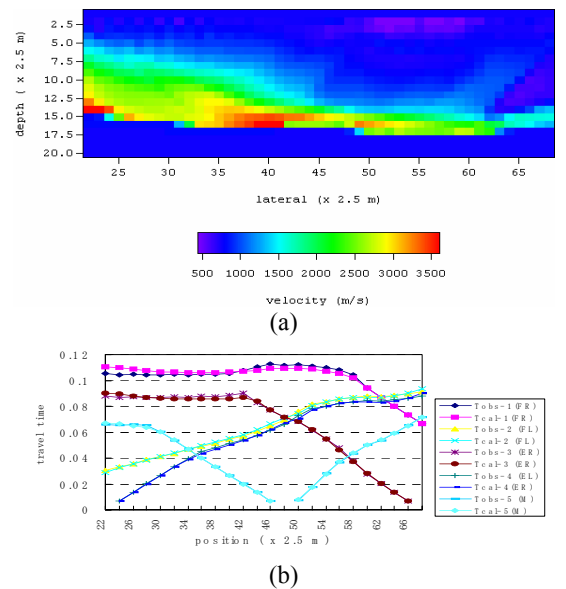 2.5
5.0
7.5
10.0
12.5
15.0
17.5
20.0
depth ( x 2.5 m)
25 30 35 40 45 50 55 60 65
lateral (x 2.5 m)
500 1000 1500 2000 2500 3000 3500
velocity (m/s)
(a)
0.12
0.1
0.08
0.06
0.04
0.02
0
travel time
22 26 30 34 38 42 46 50 54 58 62 66
position ( x 2.5 m )
Tobs-1 (FR)
Tcal-1 (FR)
Tobs-2 (FL)
Tcal-2 (FL)
Tobs-3 (ER)
Tcal-3 (ER)
Tobs-4 (EL)
Tcal-4 (ER)
Tobs-5 (M)
Tcal-5 (M)
(b)